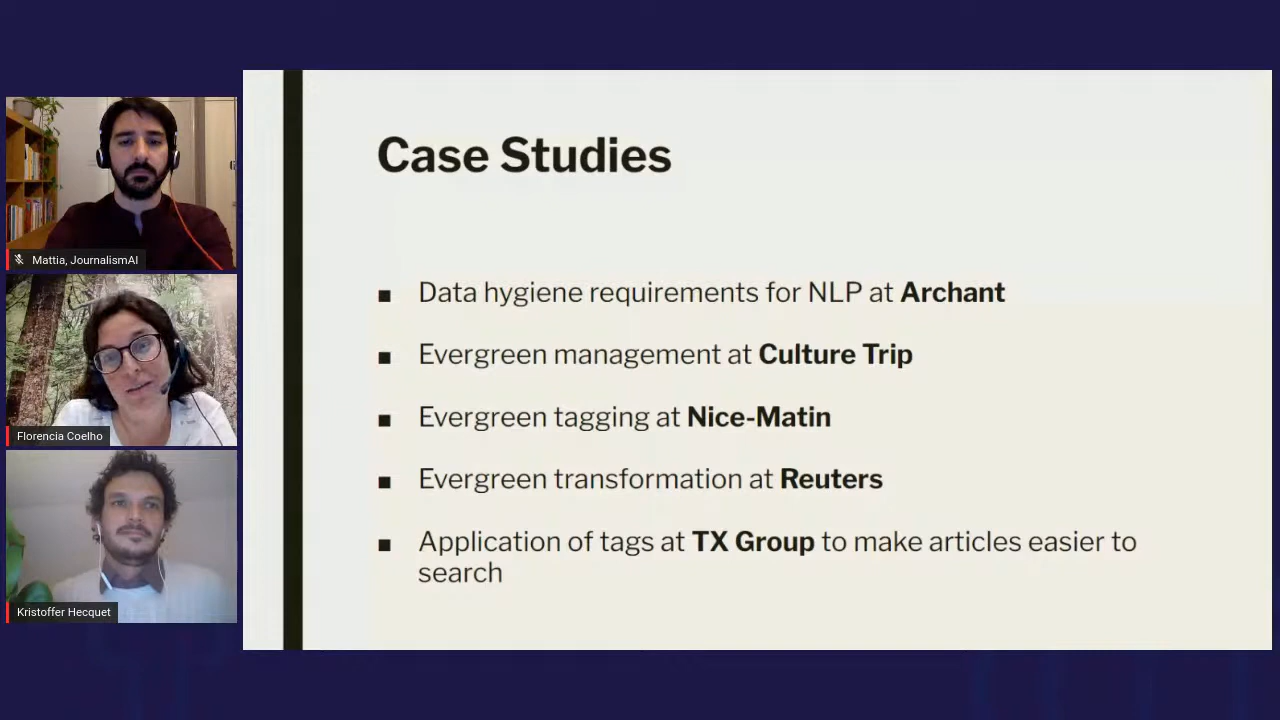 Mattia, JournalismAI
Florencia Coelho
Kristoffer Hecquet
Case Studies
▪ Data hygiene requirements for NLP at Archant
▪ Evergreen management at Culture Trip
▪ Evergreen tagging at Nice-Matin
▪ Evergreen transformation at Reuters
▪ Application of tags at TX Group to make articles easier to
search